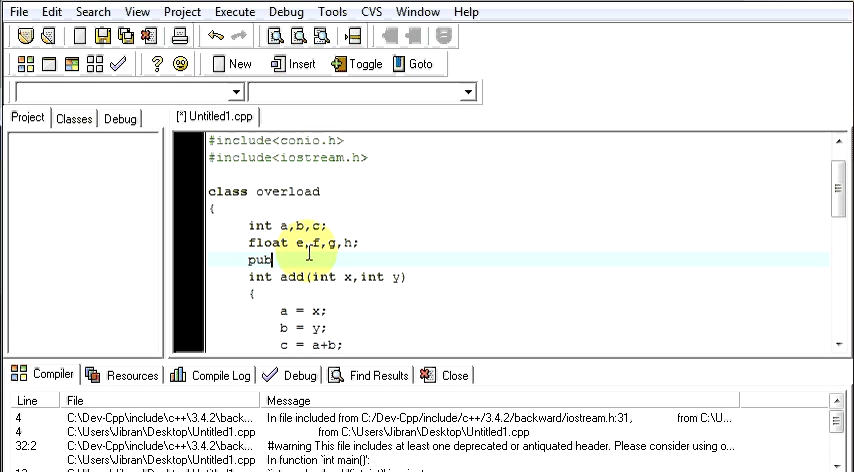 File Edit Search View Project Execute Debug Tools CVS Window Help
New Insert Toggle Goto
Project Classes Debug [*] Untitled1.cpp
#include<conio.h>
#include<iostream.h>
class overload
{
int a,b,c;
float e,f,g,h;
pub
int add(int x,int y)
{
a = x;
b = y;
c = a+b;
Compiler Resources Compile Log Debug Find Results Close
Line File Message
4 C:\Dev-Cpp\include\c++\3.4.2\back... In file included from C:/Dev-Cpp/include/c++/3.4.2/backward/iostream.h:31, from C:\U...
4 C:\Users\Jibran\Desktop\Untitled1.cpp from C:\Users\Jibran\Desktop\Untitled1.cpp
32:2 C:\Dev-Cpp\include\c++\3.4.2\back... #warning This file includes at least one deprecated or antiquated header. Please consider using o...
C:\Users\Jibran\Desktop\Untitled1.cpp In function `int main()':